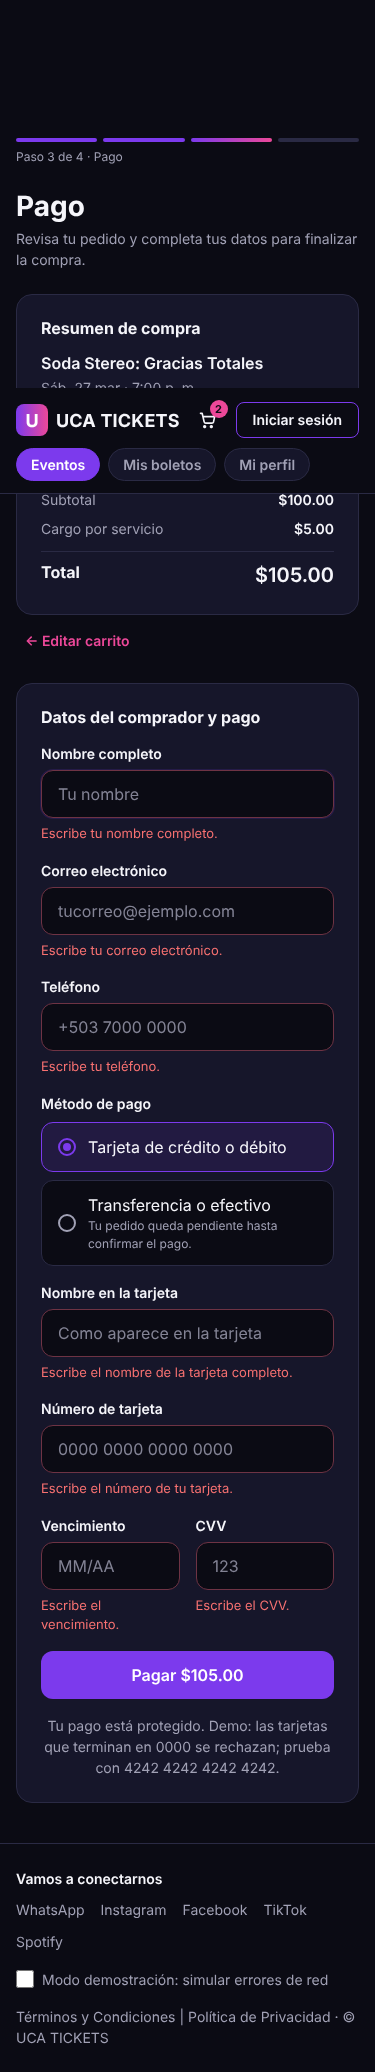 Paso 3 de 4 · Pago
Pago
Revisa tu pedido y completa tus datos para finalizar
la compra.
Resumen de compra
Soda Stereo: Gracias Totales
Sáb, 27 mar · 7:00 p. m.
U UCA TICKETS 2 Iniciar sesión
Eventos Mis boletos Mi perfil
Subtotal $100.00
Cargo por servicio $5.00
Total $105.00
← Editar carrito
Datos del comprador y pago
Nombre completo
Tu nombre
Escribe tu nombre completo.
Correo electrónico
tucorreo@ejemplo.com
Escribe tu correo electrónico.
Teléfono
+503 7000 0000
Escribe tu teléfono.
Método de pago
Tarjeta de crédito o débito
Transferencia o efectivo
Tu pedido queda pendiente hasta
confirmar el pago.
Nombre en la tarjeta
Como aparece en la tarjeta
Escribe el nombre de la tarjeta completo.
Número de tarjeta
0000 0000 0000 0000
Escribe el número de tu tarjeta.
Vencimiento CVV
MM/AA 123
Escribe el Escribe el CVV.
vencimiento.
Pagar $105.00
Tu pago está protegido. Demo: las tarjetas
que terminan en 0000 se rechazan; prueba
con 4242 4242 4242 4242.
Vamos a conectarnos
WhatsApp Instagram Facebook TikTok
Spotify
Modo demostración: simular errores de red
Términos y Condiciones | Política de Privacidad · ©
UCA TICKETS